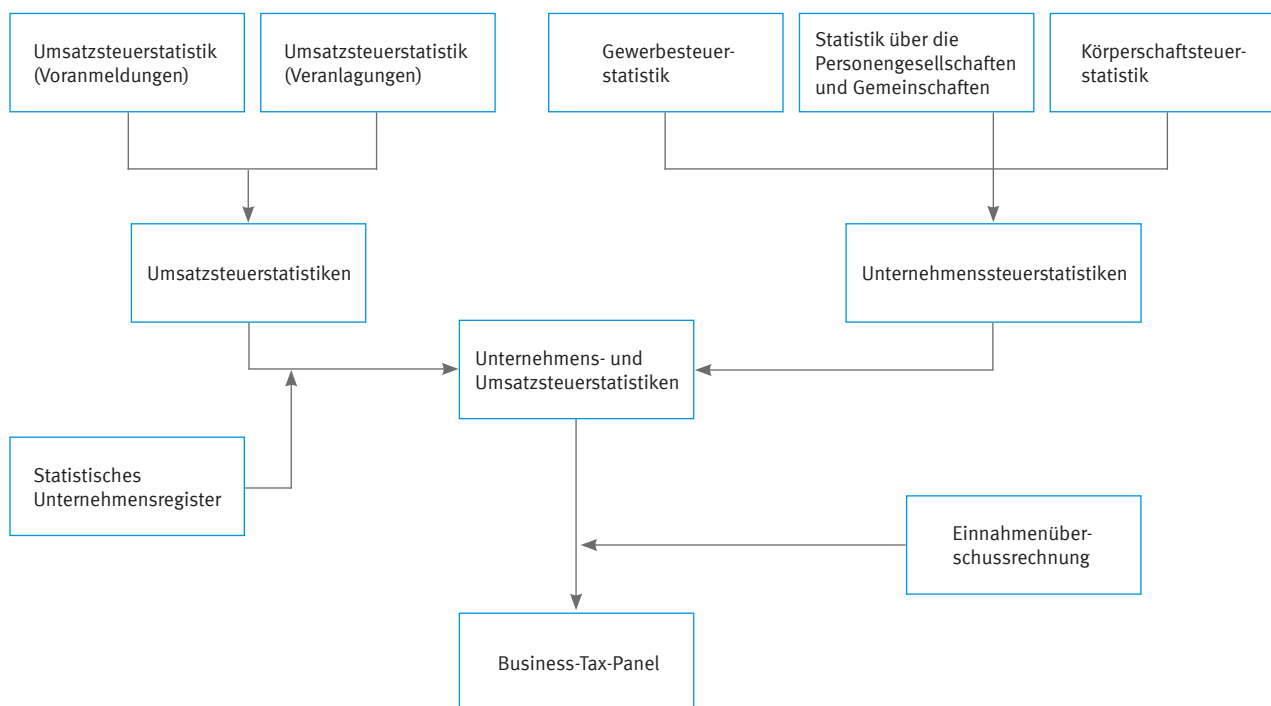 Umsatzsteuerstatistik
(Voranmeldungen)
Umsatzsteuerstatistik
(Veranlagungen)
Gewerbesteuer-
statistik
Statistik über die
Personengesellschaften
und Gemeinschaften
Körperschaftsteuer-
statistik
Umsatzsteuerstatistiken
Unternehmenssteuerstatistiken
Unternehmens- und
Umsatzsteuerstatistiken
Statistisches
Unternehmensregister
Einnahmenüber-
schussrechnung
Business-Tax-Panel